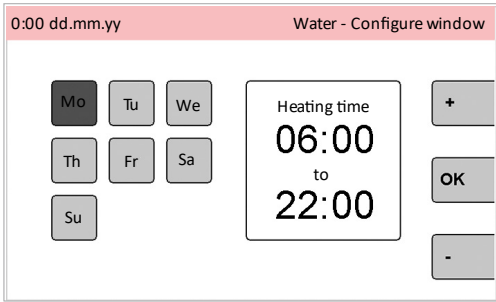 0:00 dd.mm.yy Water - Configure window
Mo Tu We
Th Fr Sa
Su
Heating time
06:00
to
22:00
+
OK
-